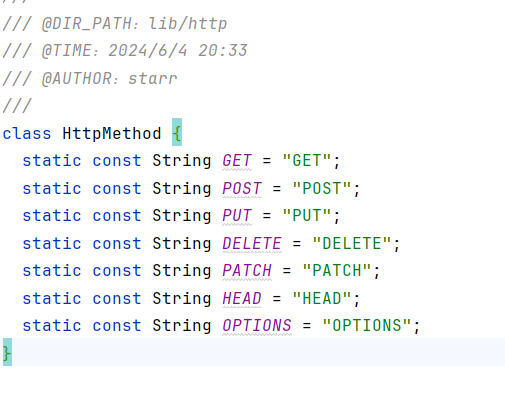 ///
/// @DIR_PATH: lib/http
/// @TIME: 2024/6/4 20:33
/// @AUTHOR: starr
///
class HttpMethod {
  static const String GET = "GET";
  static const String POST = "POST";
  static const String PUT = "PUT";
  static const String DELETE = "DELETE";
  static const String PATCH = "PATCH";
  static const String HEAD = "HEAD";
  static const String OPTIONS = "OPTIONS";
}